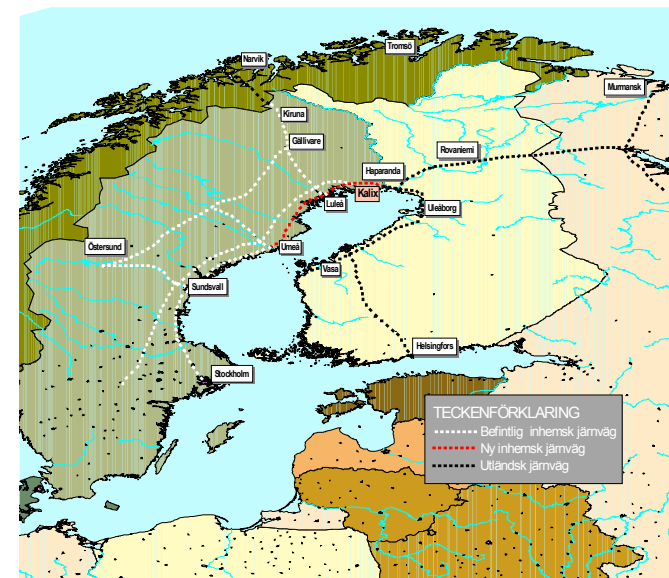 Tromsö
Narvik
Murmansk
Kiruna
Gällivare
Rovaniemi
Haparanda
Kalix
Luleå
Uleåborg
Östersund
Umeå
Vasa
Sundsvall
Helsingfors
Stockholm
TECKENFÖRKLARING
Befintlig inhemsk järnväg
Ny inhemsk järnväg
Utländsk järnväg